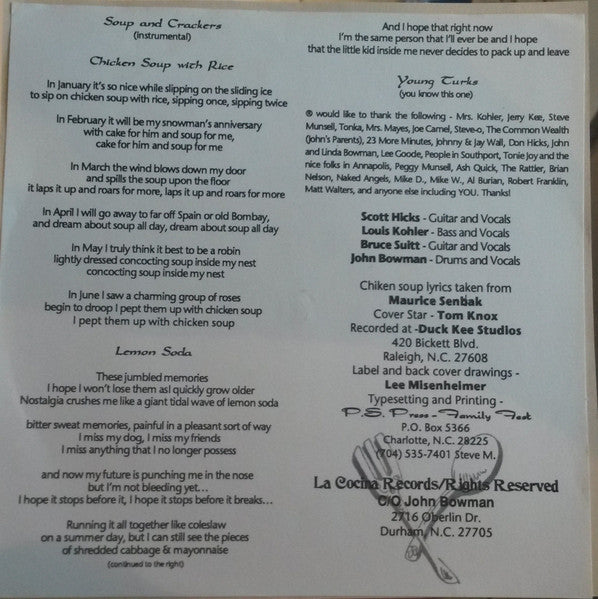 Soup and Crackers
(instrumental)
Chicken Soup with Rice
In January it's so nice while slipping on the sliding ice
to sip on chicken soup with rice, sipping once, sipping twice
In February it will be my snowman's anniversary
with cake for him and soup for me,
cake for him and soup for me
In March the wind blows down my door
and spills the soup upon the floor
it laps it up and roars for more, laps it up and roars for more
In April I will go away to far off Spain or old Bombay,
and dream about soup all day, dream about soup all day
In May I truly think it best to be a robin
lightly dressed concocting soup inside my nest
concocting soup inside my nest
In June I saw a charming group of roses
begin to droop I pept them up with chicken soup
I pept them up with chicken soup
Lemon Soda
These jumbled memories
I hope I won't lose them asI quickly grow older
Nostalgia crushes me like a giant tidal wave of lemon soda
bitter sweat memories, painful in a pleasant sort of way
I miss my dog, I miss my friends
I miss anything that I no longer possess
and now my future is punching me in the nose
but I'm not bleeding yet...
I hope it stops before it, I hope it stops before it breaks...
Running it all together like coleslaw
on a summer day, but I can still see the pieces
of shredded cabbage & mayonnaise
(continued to the right)
And I hope that right now
I'm the same person that I'll ever be and I hope
that the little kid inside me never decides to pack up and leave
Young Turks
(you know this one)
® would like to thank the following - Mrs. Kohler, Jerry Kee, Steve
Munsell, Tonka, Mrs. Mayes, Joe Camel, Steve-o, The Common Wealth
(John's Parents), 23 More Minutes, Johnny & Jay Wall, Don Hicks, John
and Linda Bowman, Lee Goode, People in Southport, Tonie Joy and the
nice folks in Annapolis, Peggy Munsell, Ash Quick, The Rattler, Brian
Nelson, Naked Angels, Mike D., Mike W., Al Burian, Robert Franklin,
Matt Walters, and anyone else including YOU. Thanks!
Scott Hicks - Guitar and Vocals
Louis Kohler - Bass and Vocals
Bruce Suitt - Guitar and Vocals
John Bowman - Drums and Vocals
Chiken soup lyrics taken from
Maurice Senbak
Cover Star - Tom Knox
Recorded at -Duck Kee Studios
420 Bickett Blvd.
Raleigh, N.C. 27608
Label and back cover drawings -
Lee Misenheimer
Typesetting and Printing -
P.S. Press - Family Fest
P.O. Box 5366
Charlotte, N.C. 28225
(704) 535-7401 Steve M.
La Cocina Records/Rights Reserved
C/O John Bowman
2716 Oberlin Dr.
Durham, N.C. 27705